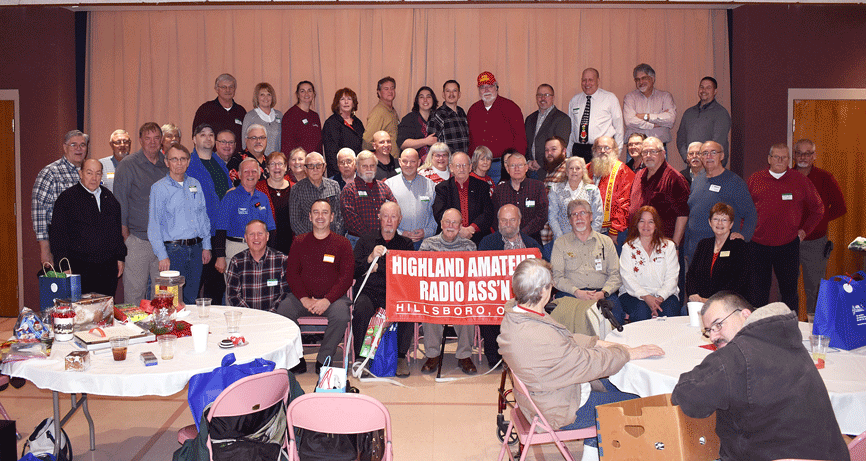 HIGHLAND AMATEUR
RADIO ASS'N
HILLSBORO, O